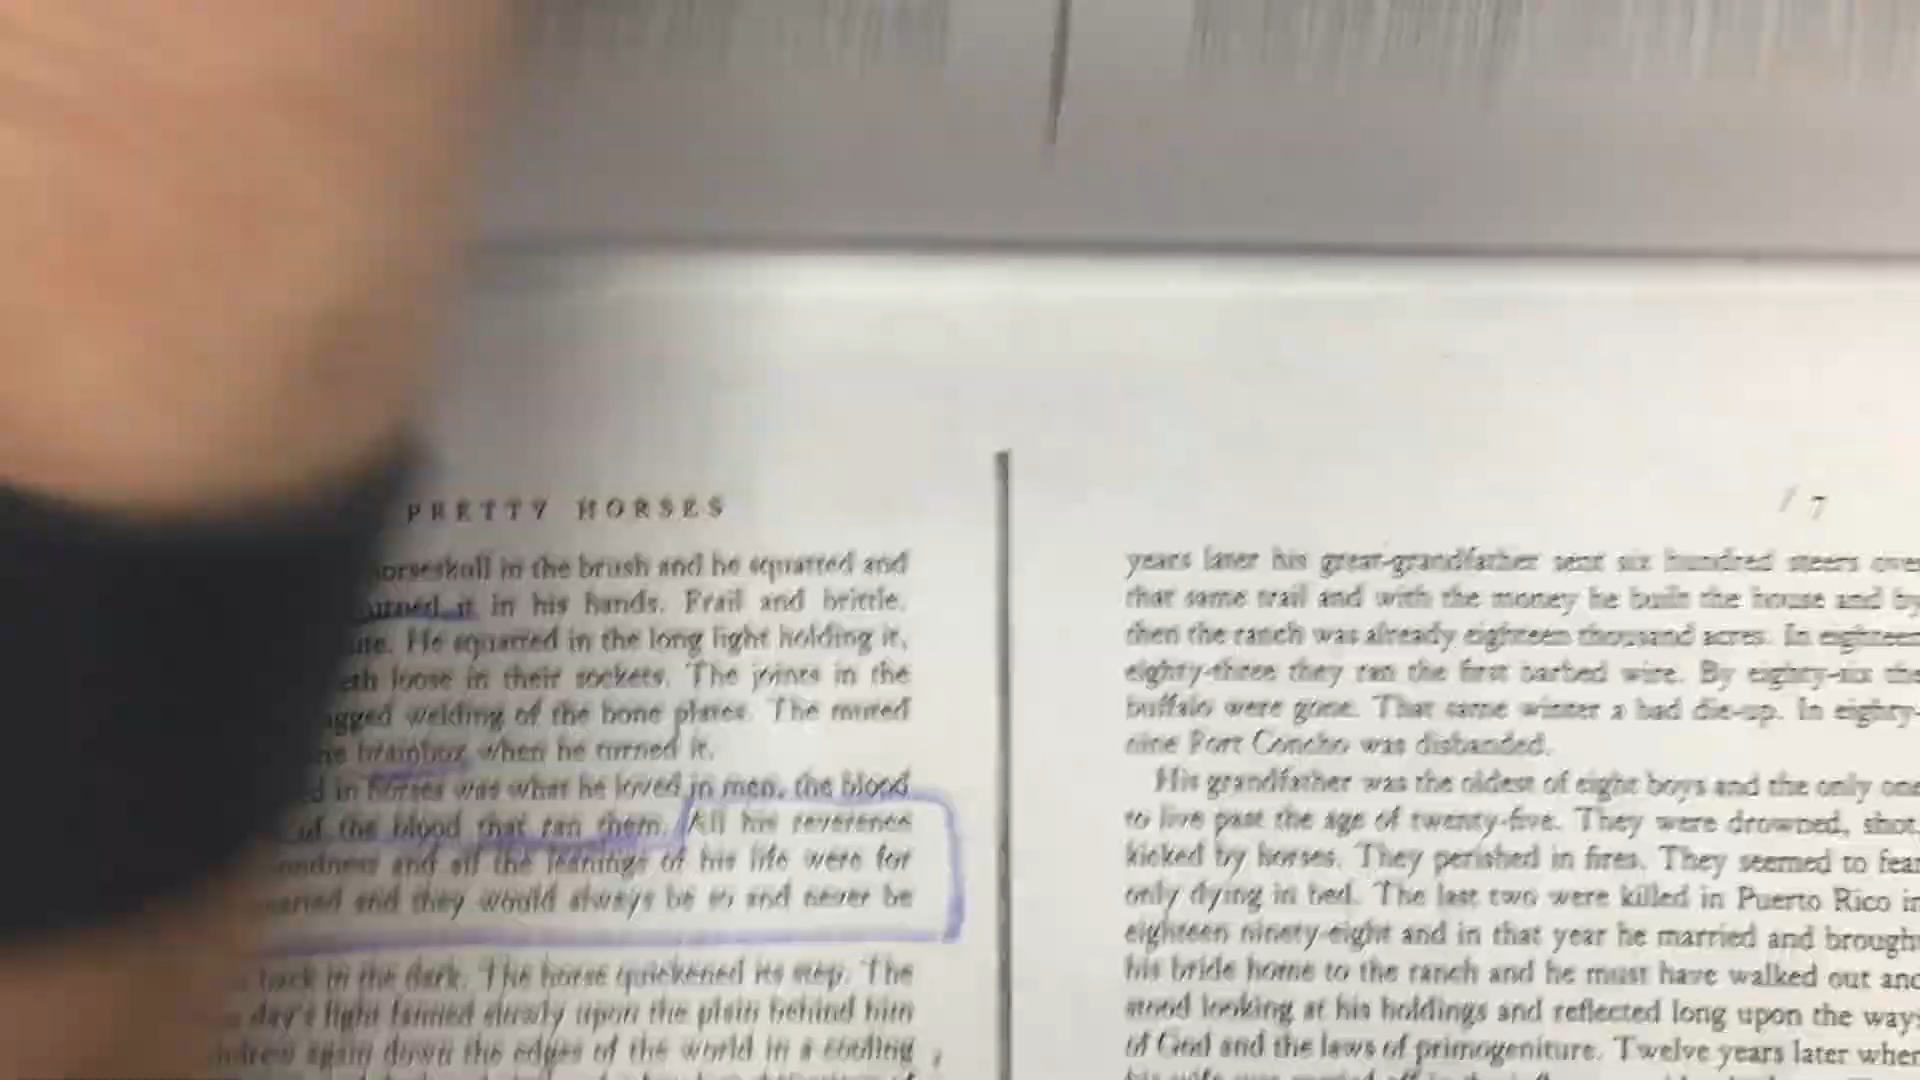 PRETTY HORSES
horseskull in the brush and he squatted and
turned it in his hands. Frail and brittle.
He squatted in the long light holding it,
loose in their sockets. The joints in the
welding of the bone plates. The muted
brainbox when he turned it.
in horses was what he loved in men, the blood
of the blood that ran them. All his reverence
and all the leanings of his life were for
and they would always be so and never be
back in the dark. The horse quickened its step. The
day's light fanned slowly upon the plain behind him
again down the edges of the world in a cooling
/ 7
years later his great-grandfather sent six hundred steers over
that same trail and with the money he built the house and by
then the ranch was already eighteen thousand acres. In eighteen
eighty-three they ran the first barbed wire. By eighty-six the
buffalo were gone. That same winter a bad die-up. In eighty-
nine Fort Concho was disbanded.
His grandfather was the oldest of eight boys and the only one
to live past the age of twenty-five. They were drowned, shot,
kicked by horses. They perished in fires. They seemed to fear
only dying in bed. The last two were killed in Puerto Rico in
eighteen ninety-eight and in that year he married and brough
his bride home to the ranch and he must have walked out and
stood looking at his holdings and reflected long upon the way
of God and the laws of primogeniture. Twelve years later when